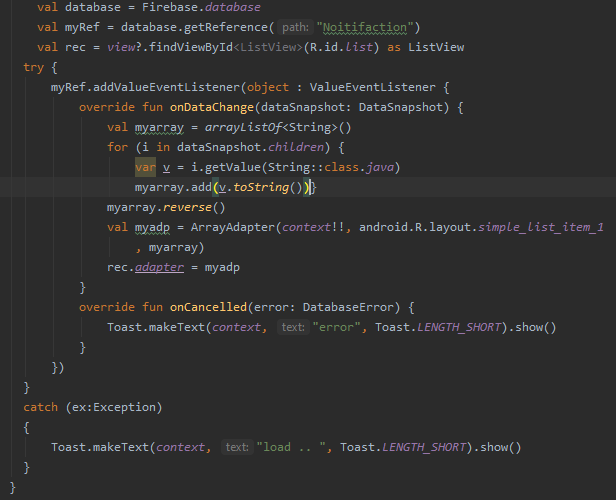 val database = Firebase.database
val myRef = database.getReference( path: "Noitifaction")
val rec = view?.findViewById<ListView>(R.id.list) as ListView
try {
myRef.addValueEventListener(object : ValueEventListener {
override fun onDataChange(dataSnapshot: DataSnapshot) {
val myarray = arrayListOf<String>()
for (i in dataSnapshot.children) {
var v = i.getValue(String::class.java)
myarray.add(v.toString())}
myarray.reverse()
val myadp = ArrayAdapter(context!!, android.R.layout.simple_list_item_1
, myarray)
rec.adapter = myadp
}
override fun onCancelled(error: DatabaseError) {
Toast.makeText(context, text: "error", Toast.LENGTH_SHORT).show()
}
})
}
catch (ex:Exception)
{
Toast.makeText(context, text: "load .. ", Toast.LENGTH_SHORT).show()
}
}